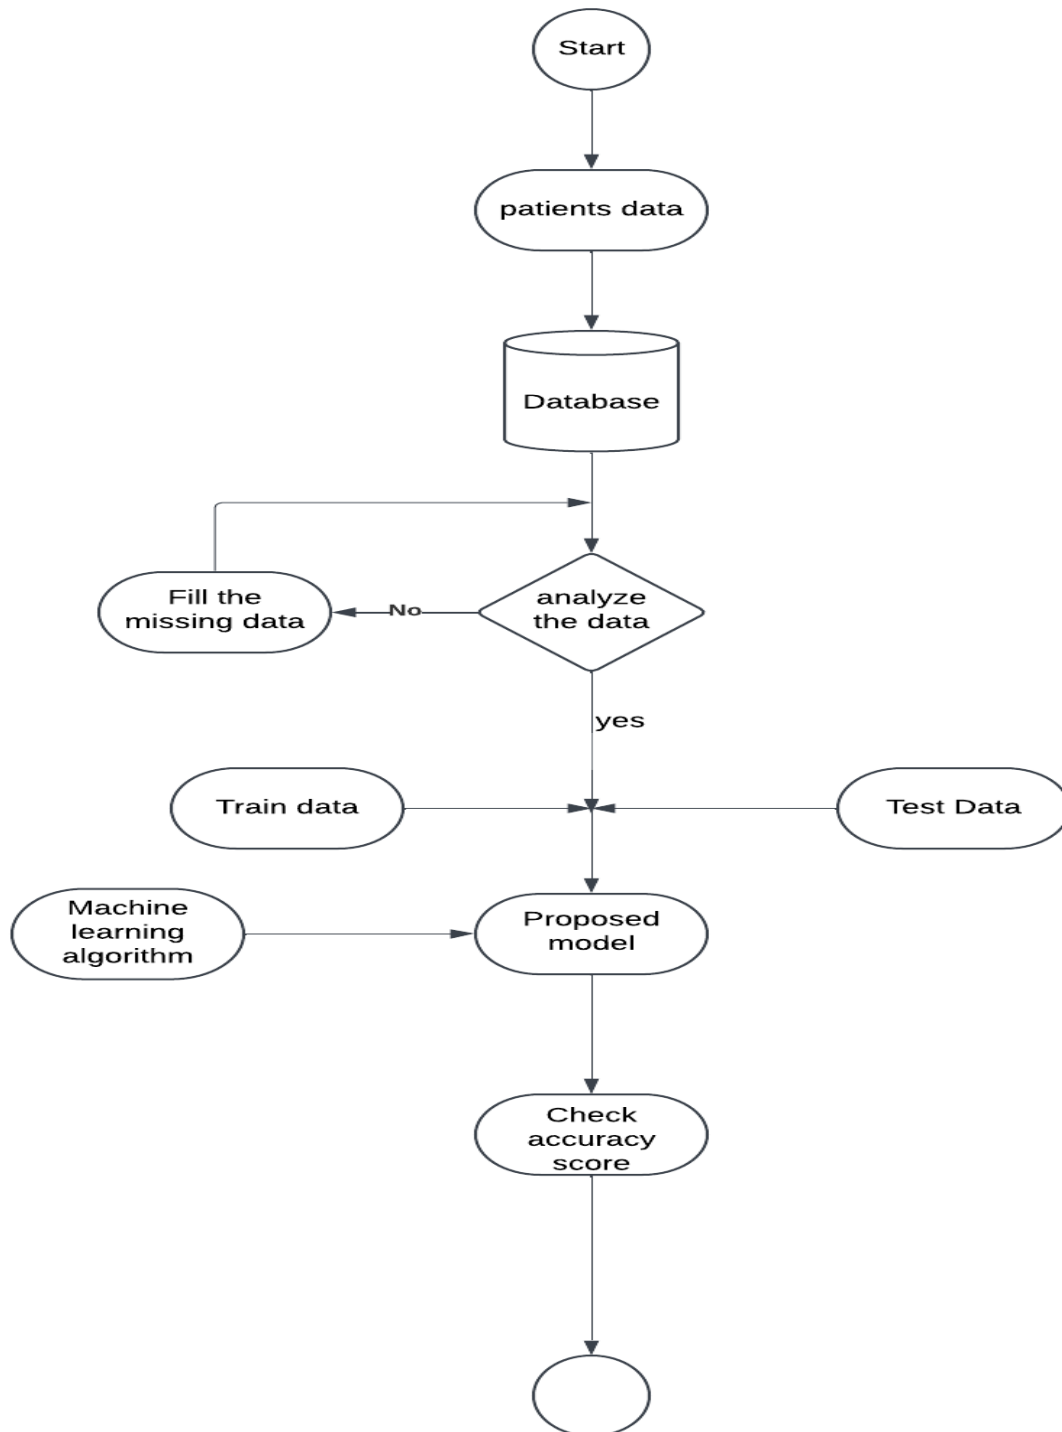 Start
patients data
Database
Fill the
missing data
No
analyze
the data
yes
Train data
Test Data
Machine
learning
algorithm
Proposed
model
Check
accuracy
score